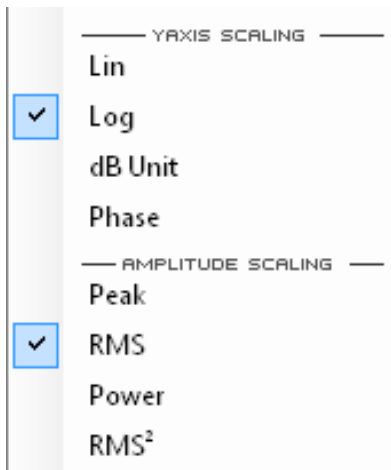 YAXIS SCALING
Lin
Log
dB Unit
Phase
AMPLITUDE SCALING
Peak
RMS
Power
RMS²